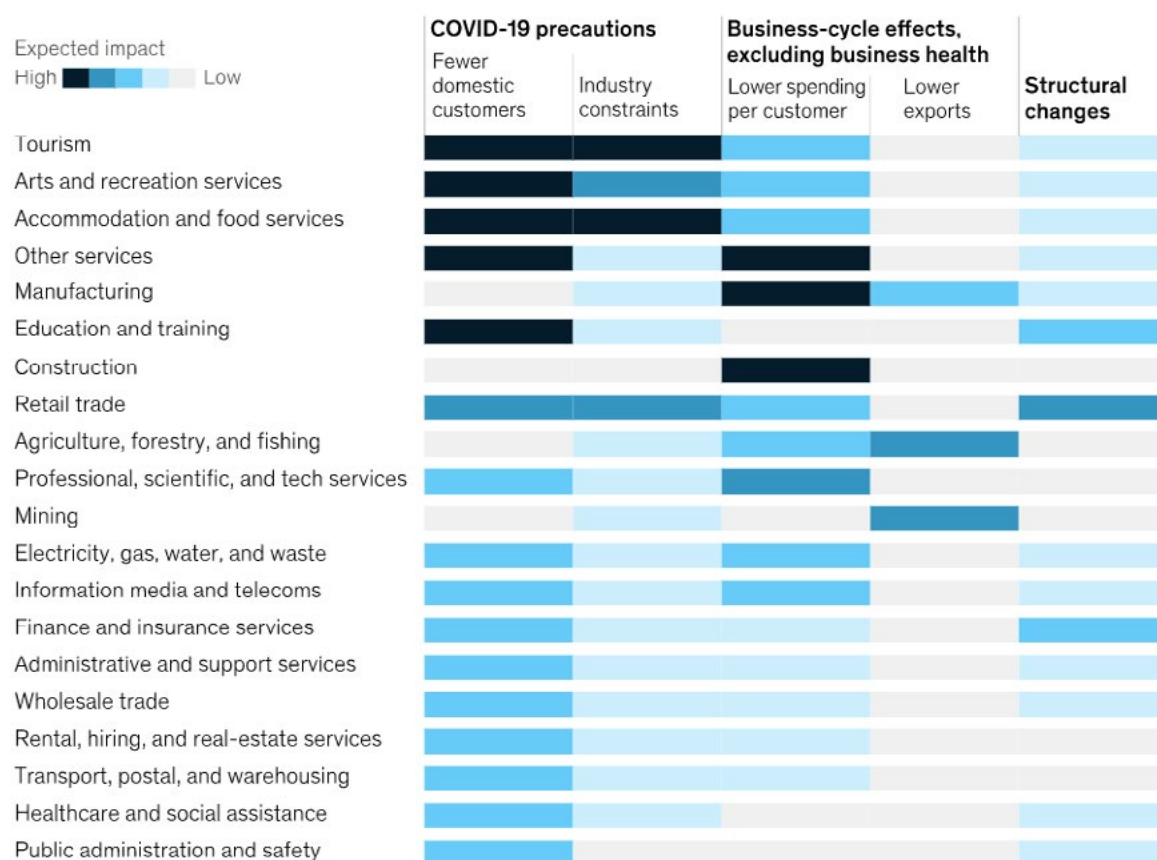 Expected impact
High Low
COVID-19 precautions
Fewer
domestic
customers
Industry
constraints
Business-cycle effects,
excluding business health
Lower spending
per customer
Lower
exports
Structural
changes
Tourism
Arts and recreation services
Accommodation and food services
Other services
Manufacturing
Education and training
Construction
Retail trade
Agriculture, forestry, and fishing
Professional, scientific, and tech services
Mining
Electricity, gas, water, and waste
Information media and telecoms
Finance and insurance services
Administrative and support services
Wholesale trade
Rental, hiring, and real-estate services
Transport, postal, and warehousing
Healthcare and social assistance
Public administration and safety